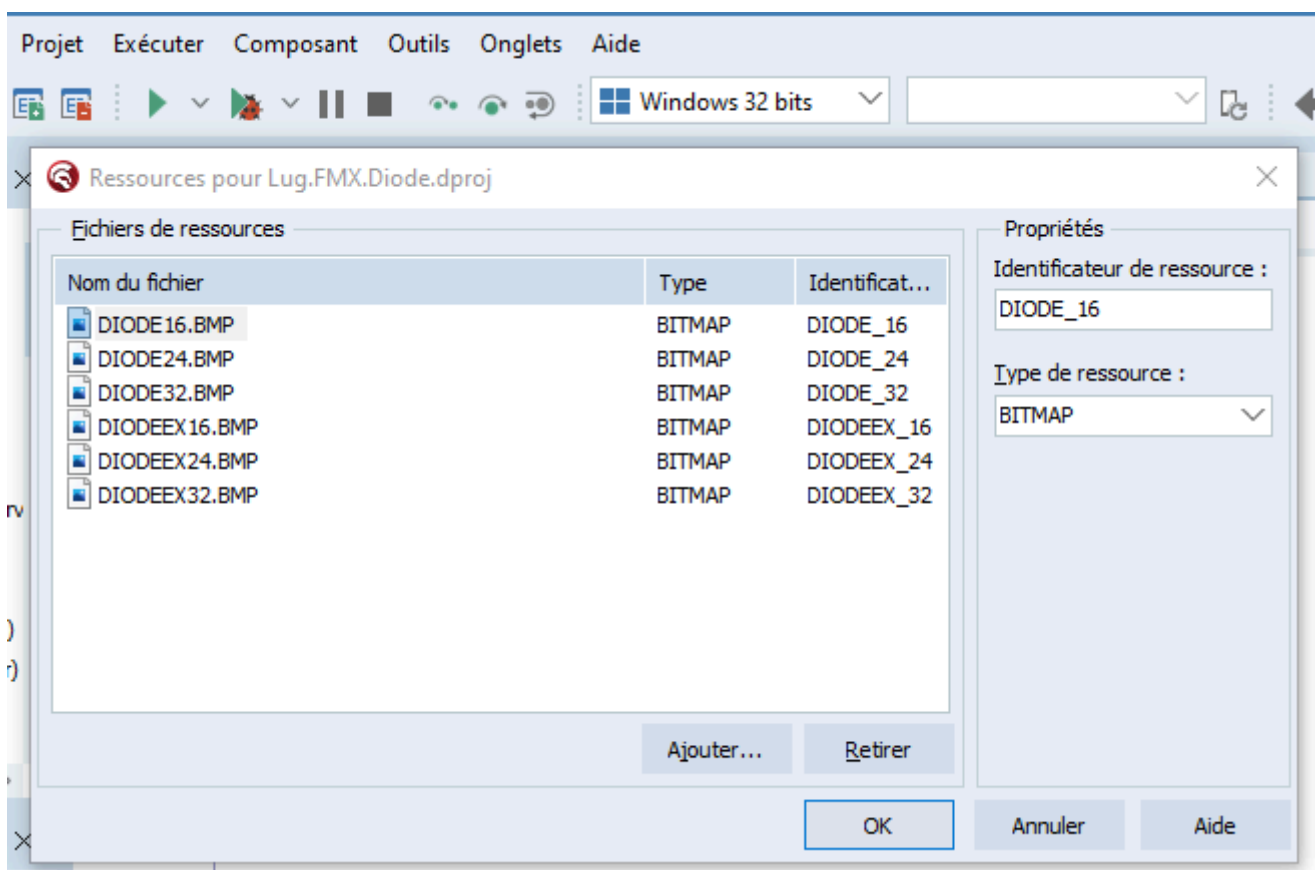 Projet Exécuter Composant Outils Onglets Aide
Windows 32 bits
Ressources pour Lug.FMX.Diode.dproj
Fichiers de ressources
Propriétés
Nom du fichier Type Identificat...
Identificateur de ressource :
DIODE16.BMP BITMAP DIODE_16
DIODE_16
DIODE24.BMP BITMAP DIODE_24
Type de ressource :
DIODE32.BMP BITMAP DIODE_32
BITMAP
DIODEEX16.BMP BITMAP DIODEEX_16
DIODEEX24.BMP BITMAP DIODEEX_24
DIODEEX32.BMP BITMAP DIODEEX_32
rv
)
r)
Ajouter... Retirer
OK Annuler Aide